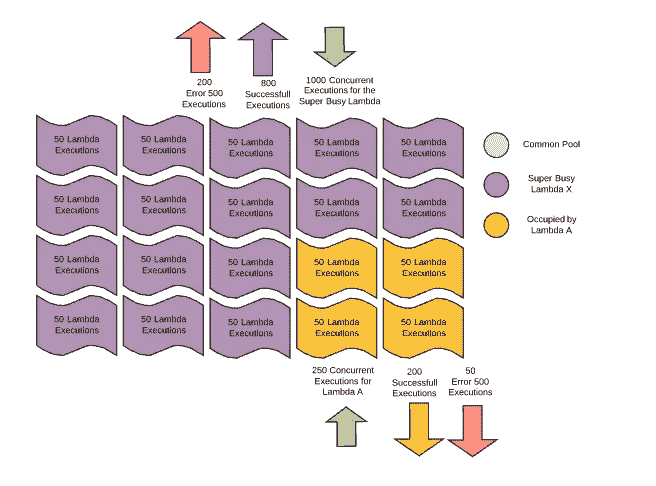 200
Error 500
Executions
800
Successfull
Executions
1000 Concurrent
Executions for the
Super Busy Lambda
50 Lambda
Executions
50 Lambda
Executions
50 Lambda
Executions
50 Lambda
Executions
50 Lambda
Executions
50 Lambda
Executions
50 Lambda
Executions
50 Lambda
Executions
50 Lambda
Executions
50 Lambda
Executions
50 Lambda
Executions
50 Lambda
Executions
50 Lambda
Executions
50 Lambda
Executions
50 Lambda
Executions
50 Lambda
Executions
50 Lambda
Executions
50 Lambda
Executions
50 Lambda
Executions
50 Lambda
Executions
Common Pool
Super Busy
Lambda X
Occupied by
Lambda A
250 Concurrent
Executions for
Lambda A
200
Successfull
Executions
50
Error 500
Executions